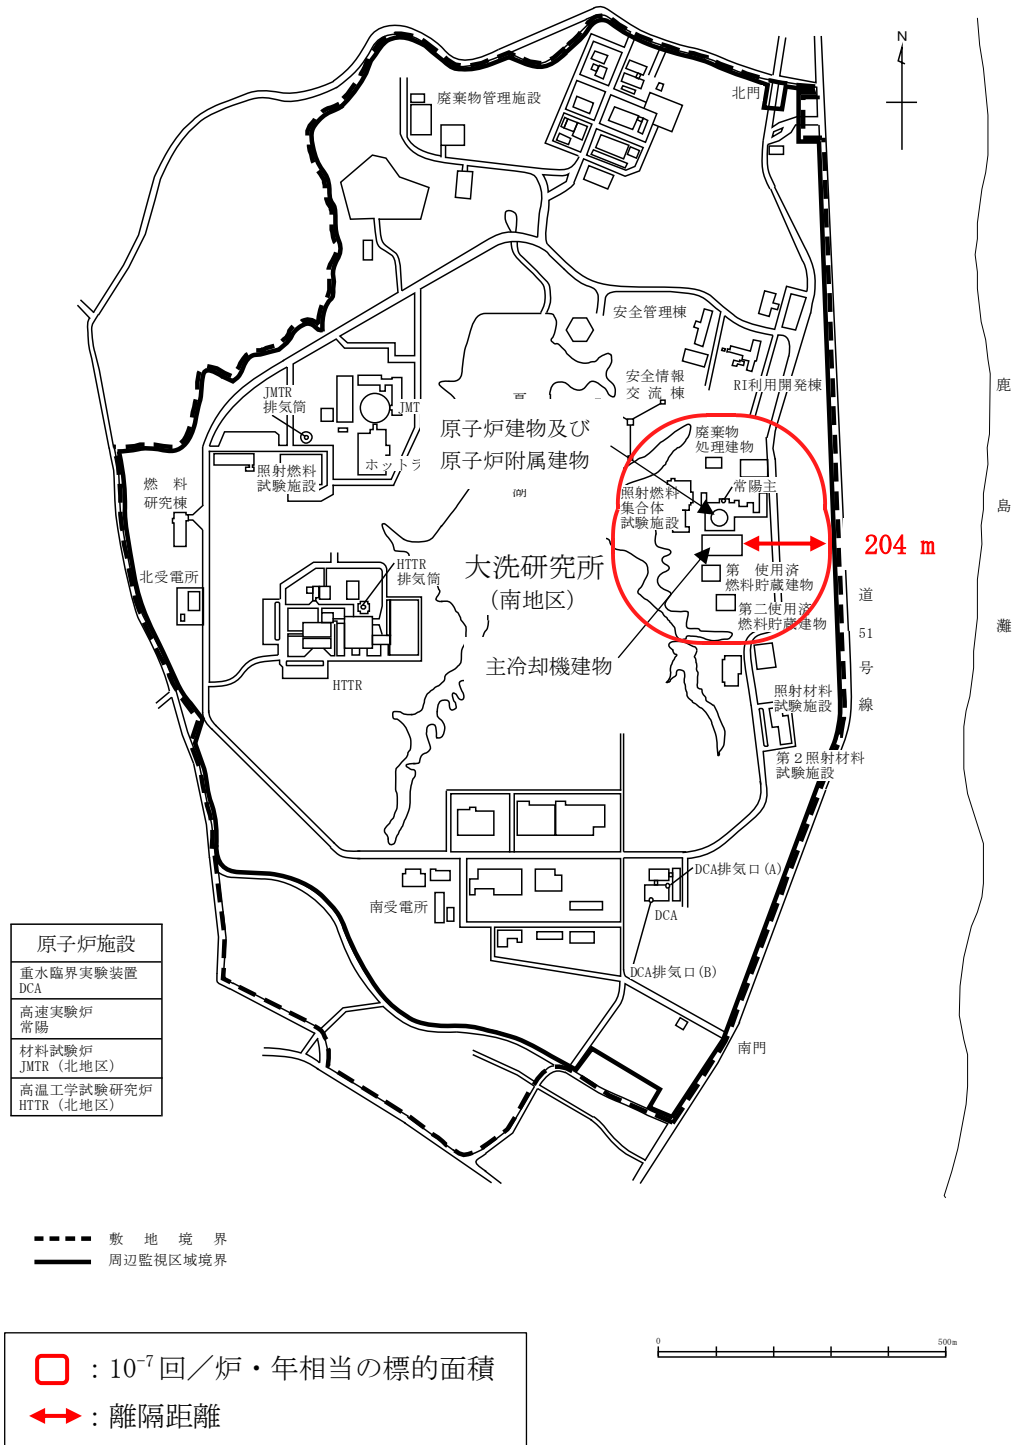 N
北門
廃棄物管理施設
安全管理棟
安全情報
交 流 棟
RI利用開発棟
鹿
島
灘
JMTR
排気筒
JMT
夏
原子炉建物及び
原子炉附属建物
廃棄物
処理建物
ホットラ
湖
照射燃料
試験施設
常陽主
照射燃料
集合体
試験施設
燃 料
研究棟
204 m
大洗研究所
(南地区)
HTTR
排気筒
北受電所
第 使用済
燃料貯蔵建物
第二使用済
燃料貯蔵建物
道
51
号
線
主冷却機建物
HTTR
照射材料
試験施設
第2照射材料
試験施設
DCA排気口(A)
南受電所
DCA
DCA排気口(B)
南門
原子炉施設
重水臨界実験装置
DCA
高速実験炉
常陽
材料試験炉
JMTR (北地区)
高温工学試験研究炉
HTTR (北地区)
敷 地 境 界
周辺監視区域境界
0 500m
:10⁻⁷回／炉・年相当の標的面積
:離隔距離